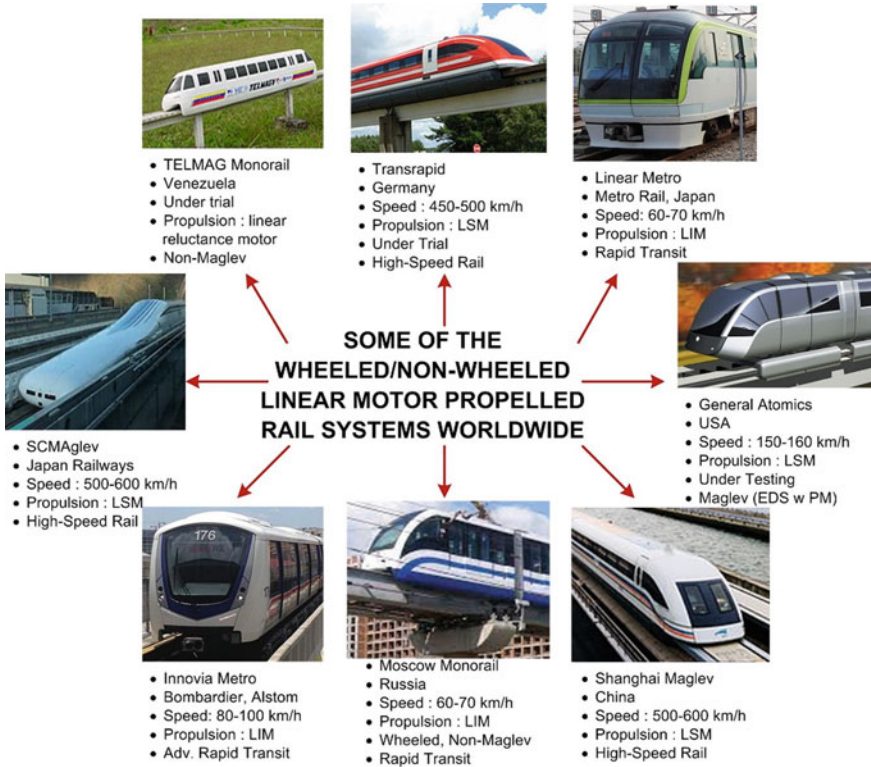 TELMAGV
• TELMAG Monorail
• Venezuela
• Under trial
• Propulsion : linear
reluctance motor
• Non-Maglev
• Transrapid
• Germany
• Speed : 450-500 km/h
• Propulsion : LSM
• Under Trial
• High-Speed Rail
• Linear Metro
• Metro Rail, Japan
• Speed: 60-70 km/h
• Propulsion : LIM
• Rapid Transit
SOME OF THE
WHEELED/NON-WHEELED
LINEAR MOTOR PROPELLED
RAIL SYSTEMS WORLDWIDE
• SCMAglev
• Japan Railways
• Speed : 500-600 km/h
• Propulsion : LSM
• High-Speed Rail
• General Atomics
• USA
• Speed : 150-160 km/h
• Propulsion : LSM
• Under Testing
• Maglev (EDS w PM)
176
• Innovia Metro
• Bombardier, Alstom
• Speed: 80-100 km/h
• Propulsion : LIM
• Adv. Rapid Transit
• Moscow Monorail
• Russia
• Speed : 60-70 km/h
• Propulsion : LIM
• Wheeled, Non-Maglev
• Rapid Transit
• Shanghai Maglev
• China
• Speed : 500-600 km/h
• Propulsion : LSM
• High-Speed Rail